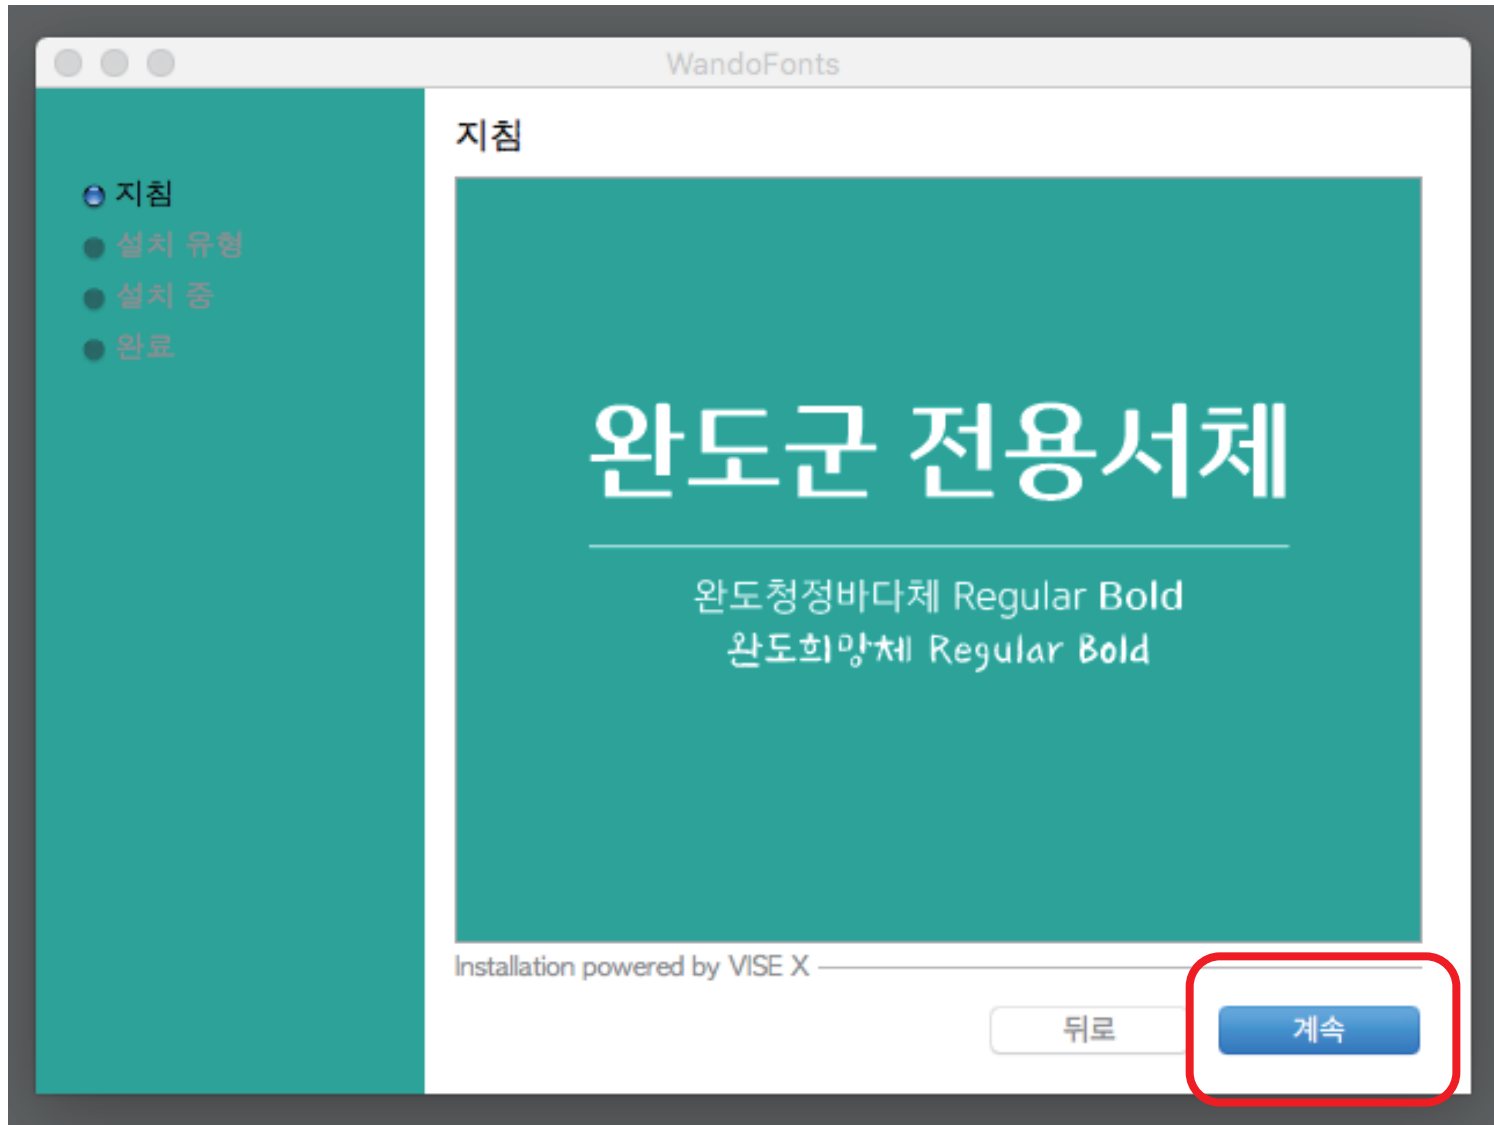 WandoFonts
지침
설치 유형
설치 중
완료
지침
완도군 전용서체
완도청정바다체 Regular Bold
완도희망체 Regular Bold
Installation powered by VISE X
뒤로
계속